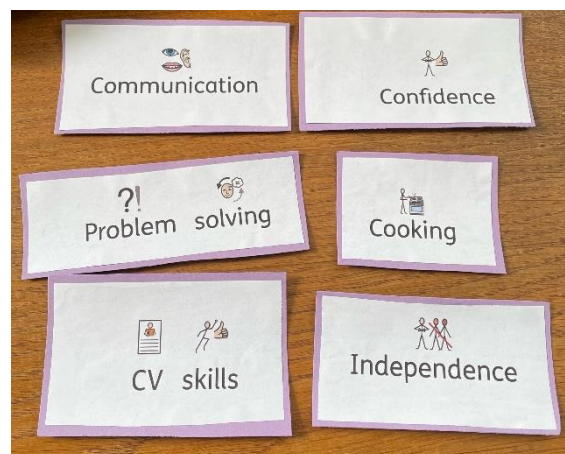 Communication
Confidence
?!
Problem solving
Cooking
CV skills
Independence